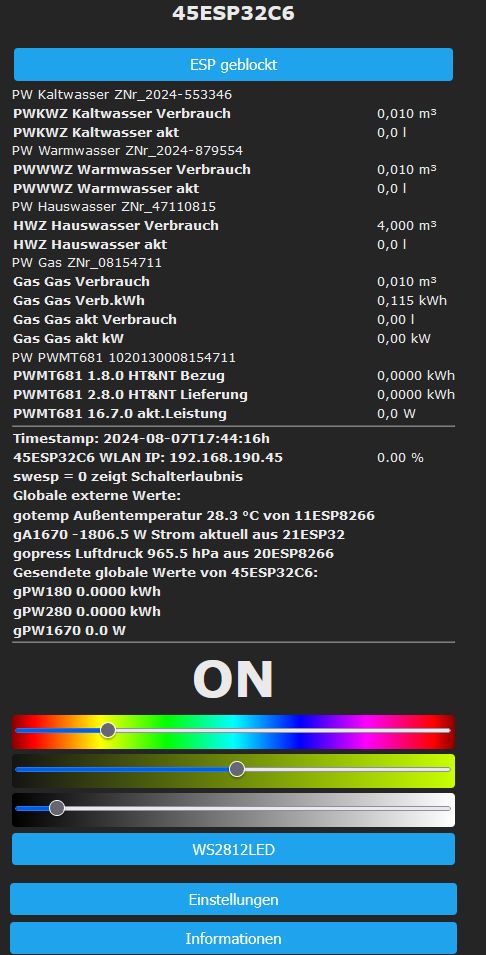 45ESP32C6
ESP geblockt
PW Kaltwasser ZNr_2024-553346
PWKWZ Kaltwasser Verbrauch 0,010 m³
PWKWZ Kaltwasser akt 0,0 l
PW Warmwasser ZNr_2024-879554
PWWWZ Warmwasser Verbrauch 0,010 m³
PWWWZ Warmwasser akt 0,0 l
PW Hauswasser ZNr_47110815
HWZ Hauswasser Verbrauch 4,000 m³
HWZ Hauswasser akt 0,0 l
PW Gas ZNr_08154711
Gas Gas Verbrauch 0,010 m³
Gas Gas Verb.kWh 0,115 kWh
Gas Gas akt Verbrauch 0,00 l
Gas Gas akt kW 0,00 kW
PW PWMT681 1020130008154711
PWMT681 1.8.0 HT&NT Bezug 0,0000 kWh
PWMT681 2.8.0 HT&NT Lieferung 0,0000 kWh
PWMT681 16.7.0 akt.Leistung 0,0 W
Timestamp: 2024-08-07T17:44:16h
45ESP32C6 WLAN IP: 192.168.190.45 0.00 %
swesp = 0 zeigt Schalterlaubnis
Globale externe Werte:
gotemp Außentemperatur 28.3 °C von 11ESP8266
gA1670 -1806.5 W Strom aktuell aus 21ESP32
gopress Luftdruck 965.5 hPa aus 20ESP8266
Gesendete globale Werte von 45ESP32C6:
gPW180 0.0000 kWh
gPW280 0.0000 kWh
gPW1670 0.0 W
ON
WS2812LED
Einstellungen
Informationen